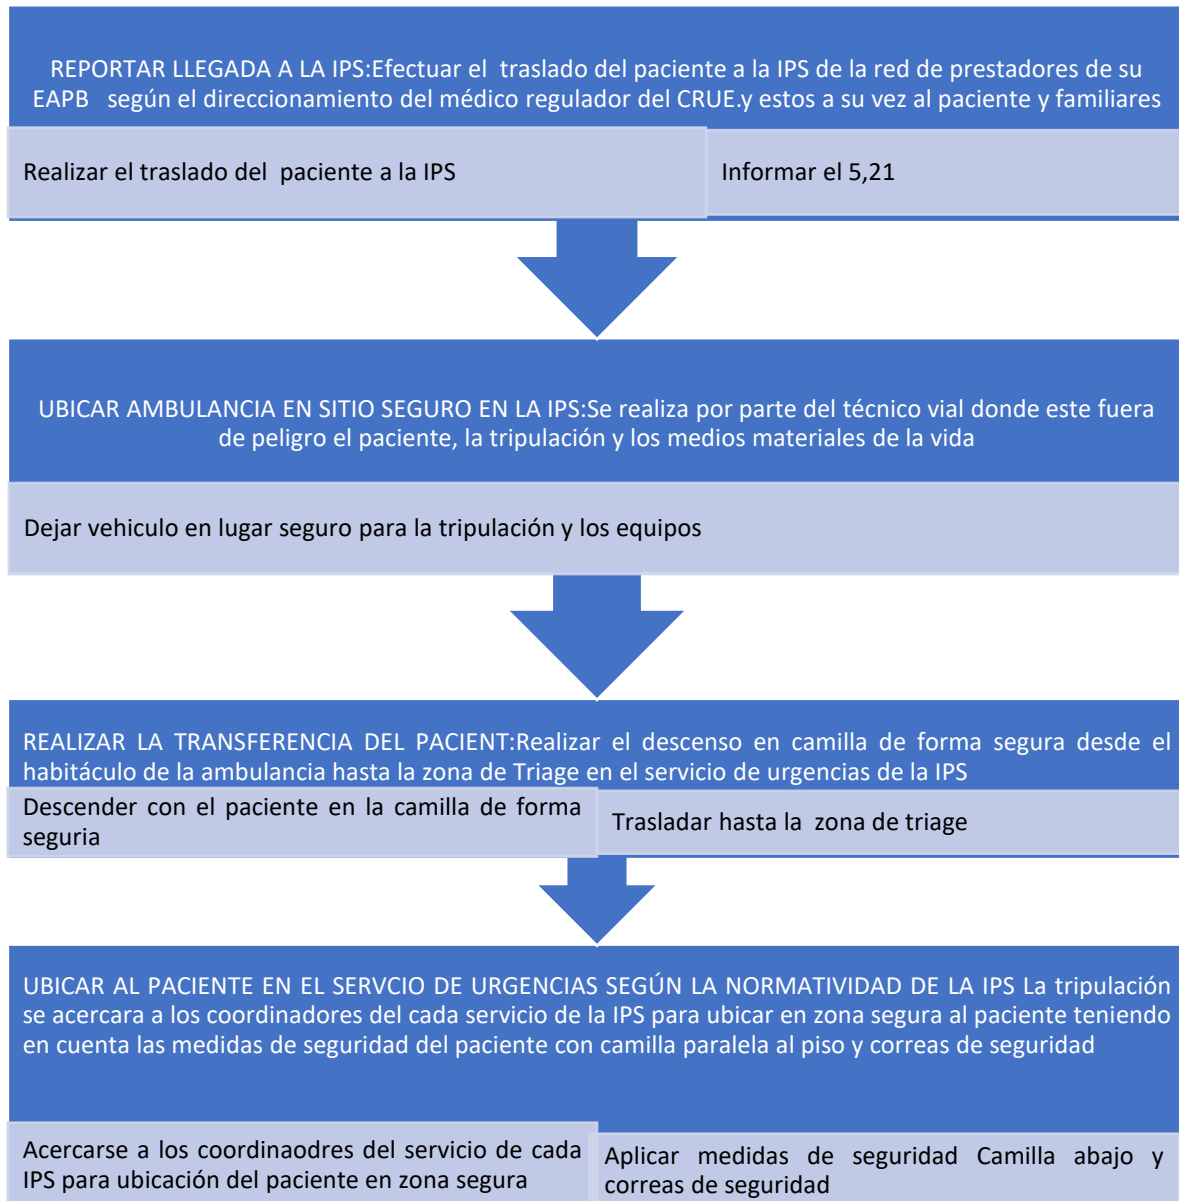 REPORTAR LLEGADA A LA IPS:Efectuar el traslado del paciente a la IPS de la red de prestadores de su
EAPB según el direccionamiento del médico regulador del CRUE.y estos a su vez al paciente y familiares
Realizar el traslado del paciente a la IPS
Informar el 5,21
UBICAR AMBULANCIA EN SITIO SEGURO EN LA IPS:Se realiza por parte del técnico vial donde este fuera
de peligro el paciente, la tripulación y los medios materiales de la vida
Dejar vehiculo en lugar seguro para la tripulación y los equipos
REALIZAR LA TRANSFERENCIA DEL PACIENT:Realizar el descenso en camilla de forma segura desde el
habitáculo de la ambulancia hasta la zona de Triage en el servicio de urgencias de la IPS
Descender con el paciente en la camilla de forma
seguria
Trasladar hasta la zona de triage
UBICAR AL PACIENTE EN EL SERVCIO DE URGENCIAS SEGÚN LA NORMATIVIDAD DE LA IPS La tripulación
se acercara a los coordinadores del cada servicio de la IPS para ubicar en zona segura al paciente teniendo
en cuenta las medidas de seguridad del paciente con camilla paralela al piso y correas de seguridad
Acercarse a los coordinaodres del servicio de cada
IPS para ubicación del paciente en zona segura
Aplicar medidas de seguridad Camilla abajo y
correas de seguridad